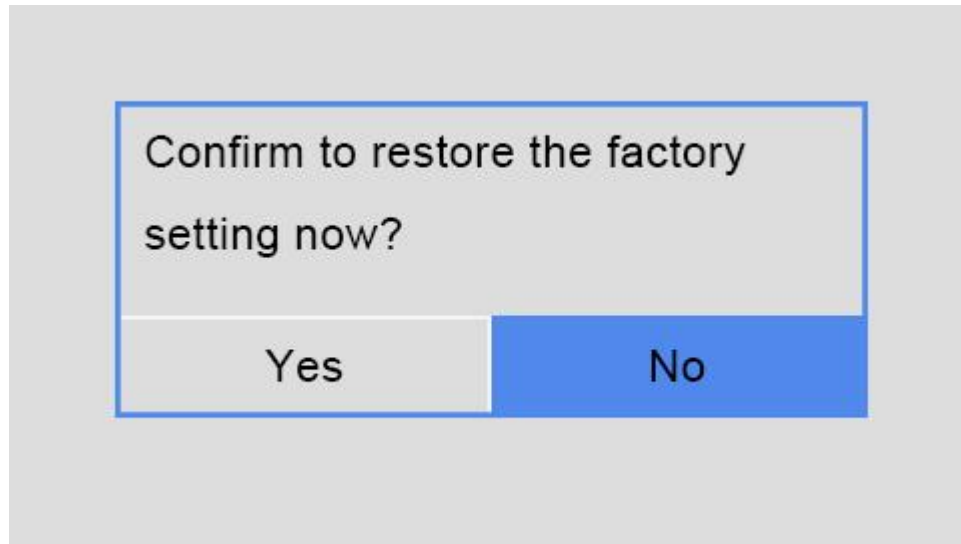 Confirm to restore the factory
setting now?
Yes
No